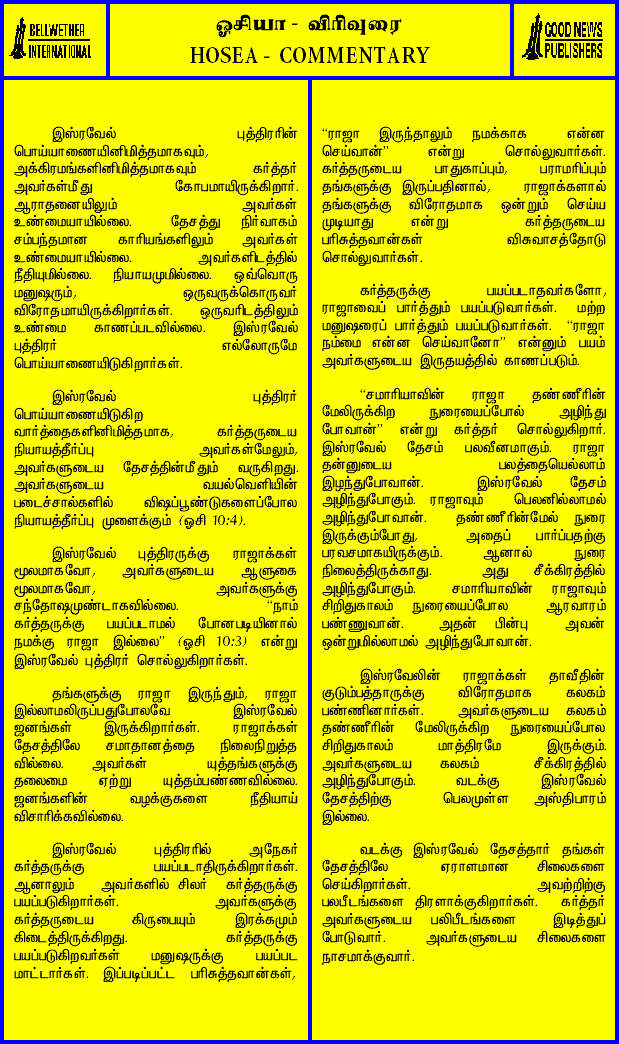 BELLWETHER
INTERNATIONAL
ஓசியா - விரிவுரை
HOSEA - COMMENTARY
GOOD NEWS
PUBLISHERS
இஸ்ரவேல் புத்திரரின்
பொய்யாணையினிமித்தமாகவும்,
அக்கிரமங்களினிமித்தமாகவும் கர்த்தர்
அவர்கள்மீது கோபமாயிருக்கிறார்.
ஆராதனையிலும் அவர்கள்
உண்மையாயில்லை. தேசத்து நிர்வாகம்
சம்பந்தமான காரியங்களிலும் அவர்கள்
உண்மையாயில்லை. அவர்களிடத்தில்
நீதியுமில்லை. நியாயமுமில்லை. ஒவ்வொரு
மனுஷரும், ஒருவருக்கொருவர்
விரோதமாயிருக்கிறார்கள். ஒருவரிடத்திலும்
உண்மை காணப்படவில்லை. இஸ்ரவேல்
புத்திரர் எல்லோருமே
பொய்யாணையிடுகிறார்கள்.
இஸ்ரவேல் புத்திரர்
பொய்யாணையிடுகிற
வார்த்தைகளினிமித்தமாக, கர்த்தருடைய
நியாயத்தீர்ப்பு அவர்கள்மேலும்,
அவர்களுடைய தேசத்தின்மீதும் வருகிறது.
அவர்களுடைய வயல்வெளியின்
படைச்சால்களில் விஷப்பூண்டுகளைப்போல
நியாயத்தீர்ப்பு முளைக்கும் (ஓசி 10:4).
இஸ்ரவேல் புத்திரருக்கு ராஜாக்கள்
மூலமாகவோ, அவர்களுடைய ஆளுகை
மூலமாகவோ, அவர்களுக்கு
சந்தோஷமுண்டாகவில்லை. “நாம்
கர்த்தருக்கு பயப்படாமல் போனபடியினால்
நமக்கு ராஜா இல்லை” (ஓசி 10:3) என்று
இஸ்ரவேல் புத்திரர் சொல்லுகிறார்கள்.
தங்களுக்கு ராஜா இருந்தும், ராஜா
இல்லாமலிருப்பதுபோலவே இஸ்ரவேல்
ஜனங்கள் இருக்கிறார்கள். ராஜாக்கள்
தேசத்திலே சமாதானத்தை நிலைநிறுத்த
வில்லை. அவர்கள் யுத்தங்களுக்கு
தலைமை ஏற்று யுத்தம்பண்ணவில்லை.
ஜனங்களின் வழக்குகளை நீதியாய்
விசாரிக்கவில்லை.
இஸ்ரவேல் புத்திரரில் அநேகர்
கர்த்தருக்கு பயப்படாதிருக்கிறார்கள்.
ஆனாலும் அவர்களில் சிலர் கர்த்தருக்கு
பயப்படுகிறார்கள். அவர்களுக்கு
கர்த்தருடைய கிருபையும் இரக்கமும்
கிடைத்திருக்கிறது. கர்த்தருக்கு
பயப்படுகிறவர்கள் மனுஷருக்கு பயப்பட
மாட்டார்கள். இப்படிப்பட்ட பரிசுத்தவான்கள்,
“ராஜா இருந்தாலும் நமக்காக என்ன
செய்வான்” என்று சொல்லுவார்கள்.
கர்த்தருடைய பாதுகாப்பும், பராமரிப்பும்
தங்களுக்கு இருப்பதினால், ராஜாக்களால்
தங்களுக்கு விரோதமாக ஒன்றும் செய்ய
முடியாது என்று கர்த்தருடைய
பரிசுத்தவான்கள் விசுவாசத்தோடு
சொல்லுவார்கள்.
கர்த்தருக்கு பயப்படாதவர்களோ,
ராஜாவைப் பார்த்தும் பயப்படுவார்கள். மற்ற
மனுஷரைப் பார்த்தும் பயப்படுவார்கள். “ராஜா
நம்மை என்ன செய்வானோ” என்னும் பயம்
அவர்களுடைய இருதயத்தில் காணப்படும்.
“சமாரியாவின் ராஜா தண்ணீரின்
மேலிருக்கிற நுரையைப்போல் அழிந்து
போவான்” என்று கர்த்தர் சொல்லுகிறார்.
இஸ்ரவேல் தேசம் பலவீனமாகும். ராஜா
தன்னுடைய பலத்தையெல்லாம்
இழந்துபோவான். இஸ்ரவேல் தேசம்
அழிந்துபோகும். ராஜாவும் பெலனில்லாமல்
அழிந்துபோவான். தண்ணீரின்மேல் நுரை
இருக்கும்போது, அதைப் பார்ப்பதற்கு
பரவசமாகயிருக்கும். ஆனால் நுரை
நிலைத்திருக்காது. அது சீக்கிரத்தில்
அழிந்துபோகும். சமாரியாவின் ராஜாவும்
சிறிதுகாலம் நுரையைப்போல ஆரவாரம்
பண்ணுவான். அதன் பின்பு அவன்
ஒன்றுமில்லாமல் அழிந்துபோவான்.
இஸ்ரவேலின் ராஜாக்கள் தாவீதின்
குடும்பத்தாருக்கு விரோதமாக கலகம்
பண்ணினார்கள். அவர்களுடைய கலகம்
தண்ணீரின் மேலிருக்கிற நுரையைப்போல
சிறிதுகாலம் மாத்திரமே இருக்கும்.
அவர்களுடைய கலகம் சீக்கிரத்தில்
அழிந்துபோகும். வடக்கு இஸ்ரவேல்
தேசத்திற்கு பெலமுள்ள அஸ்திபாரம்
இல்லை.
வடக்கு இஸ்ரவேல் தேசத்தார் தங்கள்
தேசத்திலே ஏராளமான சிலைகளை
செய்கிறார்கள். அவற்றிற்கு
பலிபீடங்களை திரளாக்குகிறார்கள். கர்த்தர்
அவர்களுடைய பலிபீடங்களை இடித்துப்
போடுவார். அவர்களுடைய சிலைகளை
நாசமாக்குவார்.